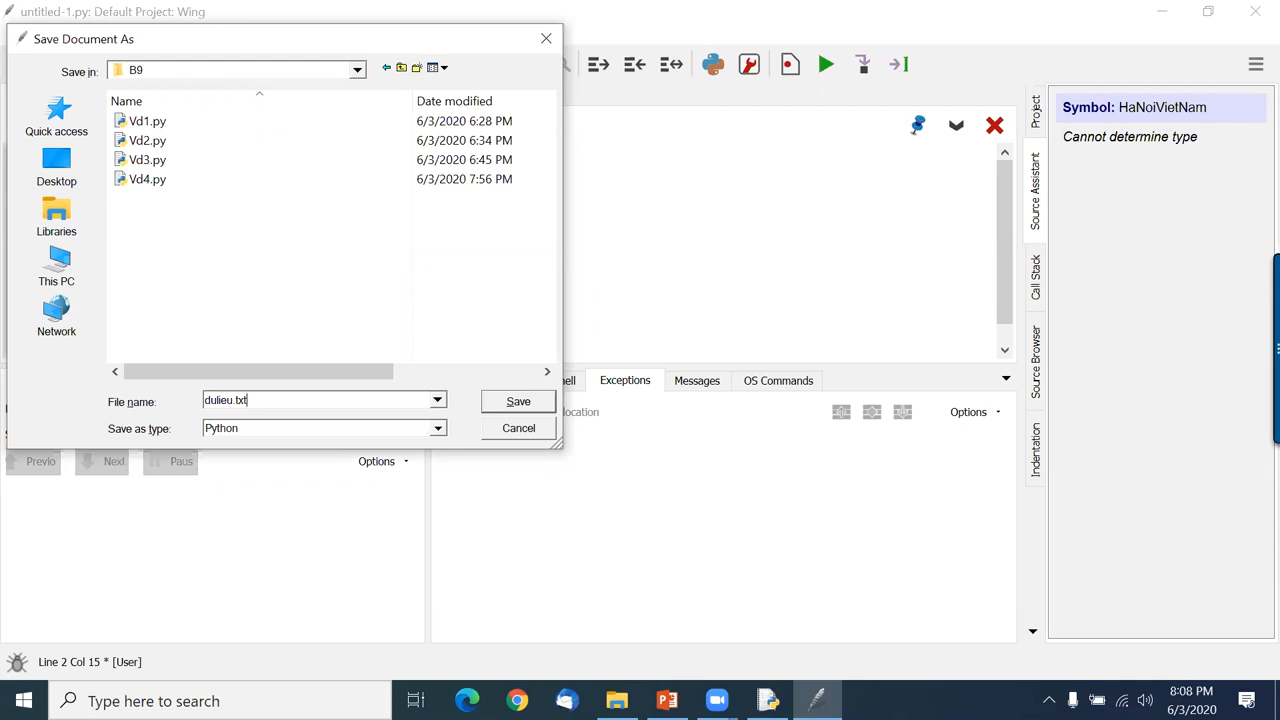 untitled-1.py: Default Project: Wing
Save Document As
Save in:
B9
Name
Date modified
Vd1.py
6/3/2020 6:28 PM
Vd2.py
6/3/2020 6:34 PM
Vd3.py
6/3/2020 6:45 PM
Vd4.py
6/3/2020 7:56 PM
Quick access
Desktop
Libraries
This PC
Network
File name:
dulieu.txt
Save
Save as type:
Python
Cancel
Symbol: HaNoiVietNam
Cannot determine type
Project
Source Assistant
Call Stack
Source Browser
Indentation
Exceptions
Messages
OS Commands
Options
Previo
Next
Paus
Options
Line 2 Col 15 * [User]
Type here to search
8:08 PM
6/3/2020